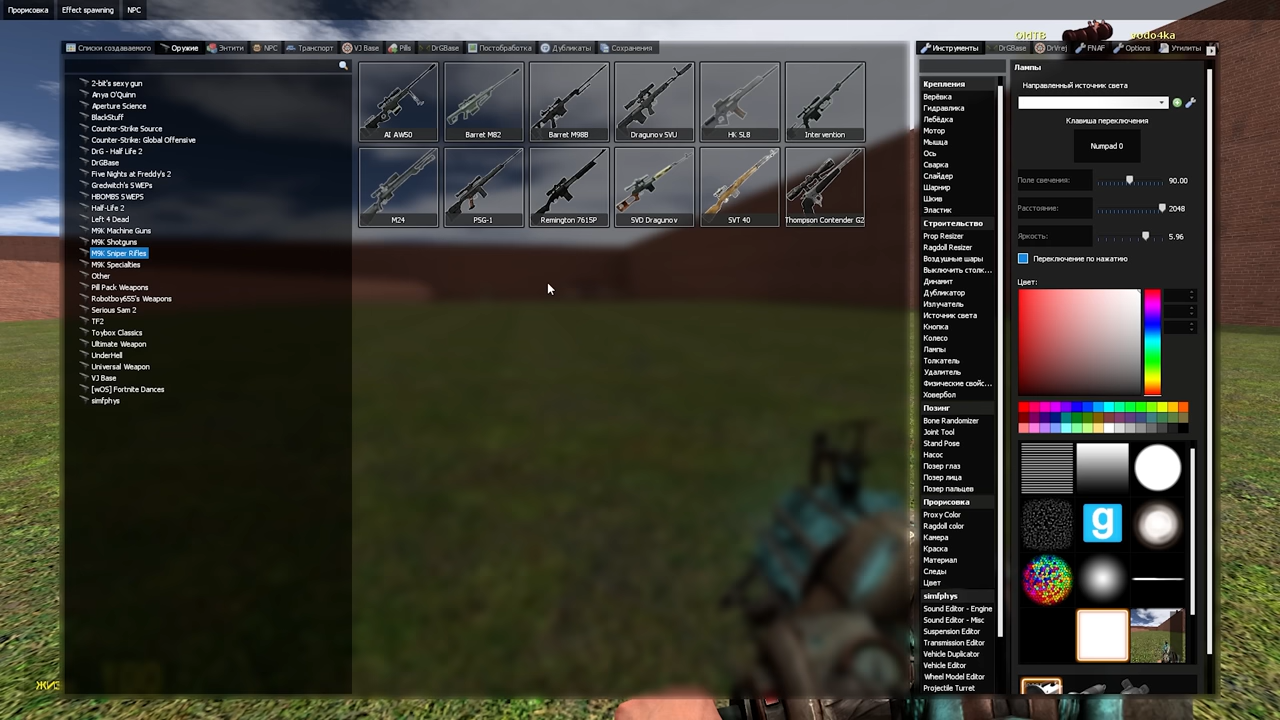 Прорисовка
Effect spawning
NPC
OldTB
vodo4ka
Списки создаваемого
Оружие
Энтити
NPC
Транспорт
VJ Base
Pills
DrGBase
Постобработка
Дубликаты
Сохранения
2-bit's sexy gun
Anya O'Quinn
Aperture Science
BlackStuff
Counter-Strike Source
Counter-Strike: Global Offensive
DrG - Half Life 2
DrGBase
Five Nights at Freddy's 2
Gredwitch's SWEPs
HBOMBS SWEPS
Half-Life 2
Left 4 Dead
M9K Machine Guns
M9K Shotguns
M9K Sniper Rifles
M9K Specialties
Other
Pill Pack Weapons
Robotboy655's Weapons
Serious Sam 2
TF2
Toybox Classics
Ultimate Weapon
UnderHell
Universal Weapon
VJ Base
[wOS] Fortnite Dances
simfphys
AI AW50
Barret M82
Barret M98B
Dragunov SVU
HK SL8
Intervention
M24
PSG-1
Remington 7615P
SVD Dragunov
SVT 40
Thompson Contender G2
Инструменты
DrGBase
DrVrej
FNAF
Options
Утилиты
Крепления
Верёвка
Гидравлика
Лебёдка
Мотор
Мышца
Ось
Сварка
Слайдер
Шарнир
Шкив
Эластик
Строительство
Prop Resizer
Ragdoll Resizer
Воздушные шары
Выключить столк...
Динамит
Дубликатор
Излучатель
Источник света
Кнопка
Колесо
Лампы
Толкатель
Удалитель
Физические свойс...
Ховербол
Позинг
Bone Randomizer
Joint Tool
Stand Pose
Насос
Позер глаз
Позер лица
Позер пальцев
Прорисовка
Proxy Color
Ragdoll color
Камера
Краска
Материал
Следы
Цвет
simfphys
Sound Editor - Engine
Sound Editor - Misc
Suspension Editor
Transmission Editor
Vehicle Duplicator
Vehicle Editor
Wheel Model Editor
Projectile Turret
Лампы
Направленный источник света
Клавиша переключения
Numpad 0
Поле свечения:
90.00
Расстояние:
2048
Яркость:
5.96
Переключение по нажатию
Цвет:
g